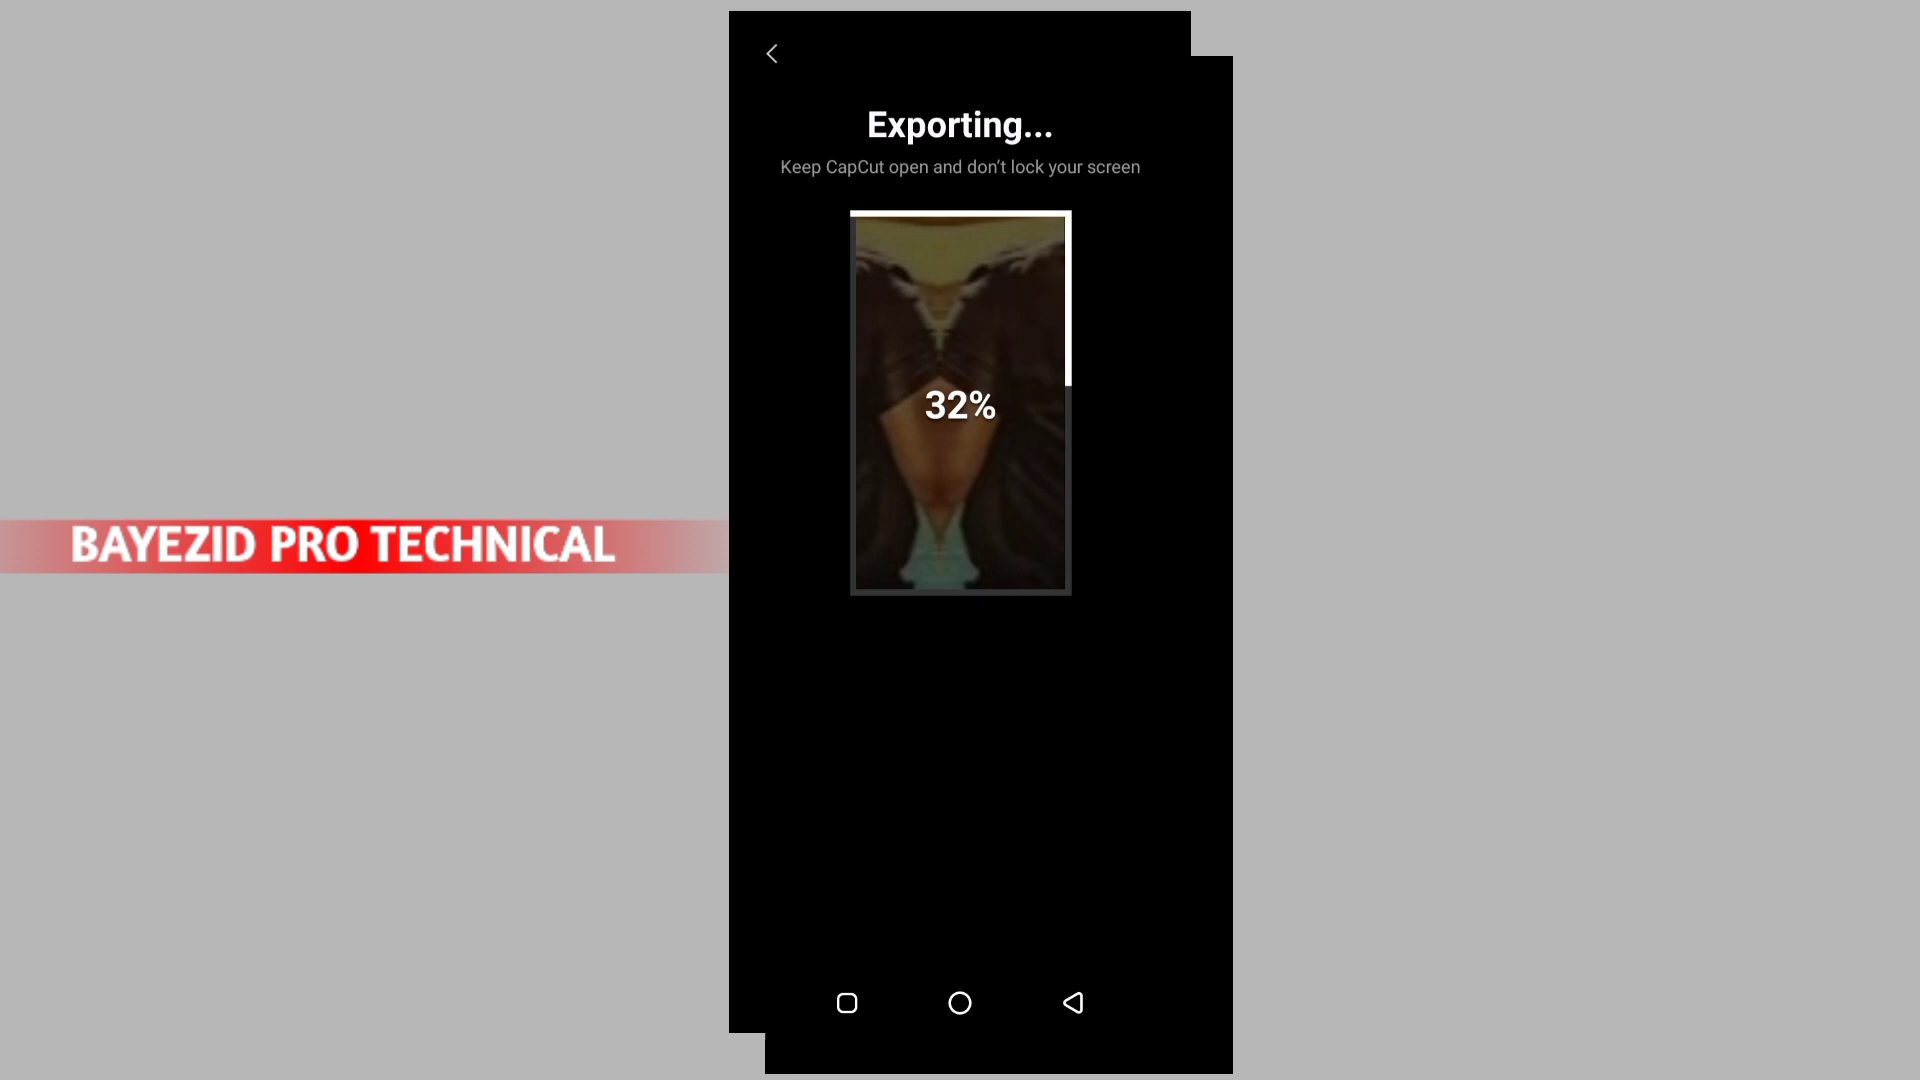 Exporting...
Keep CapCut open and don't lock your screen
32%
BAYEZID PRO TECHNICAL